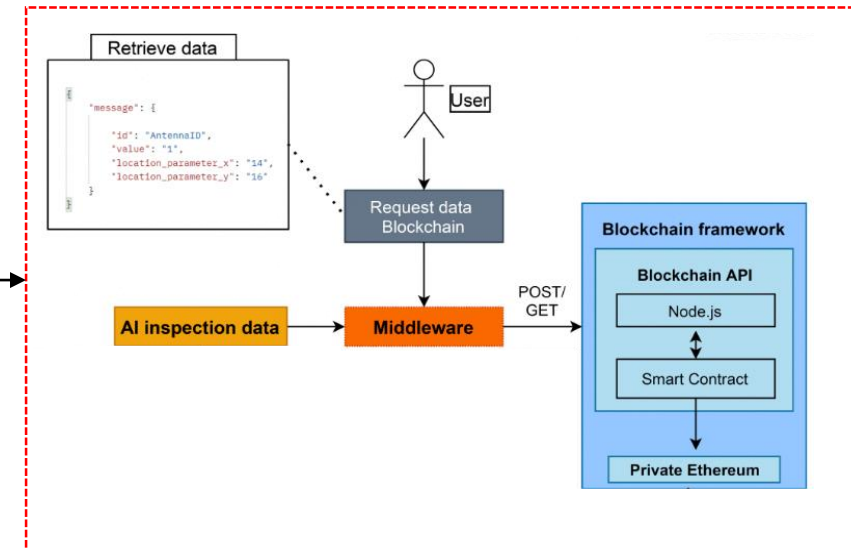 Retrieve data
"message": {
"id": "AntennaID",
"value": "1",
"location_parameter_x": "14",
"location_parameter_y": "16"
}
User
Request data
Blockchain
AI inspection data
Middleware
POST/
GET
Blockchain framework
Blockchain API
Node.js
Smart Contract
Private Ethereum